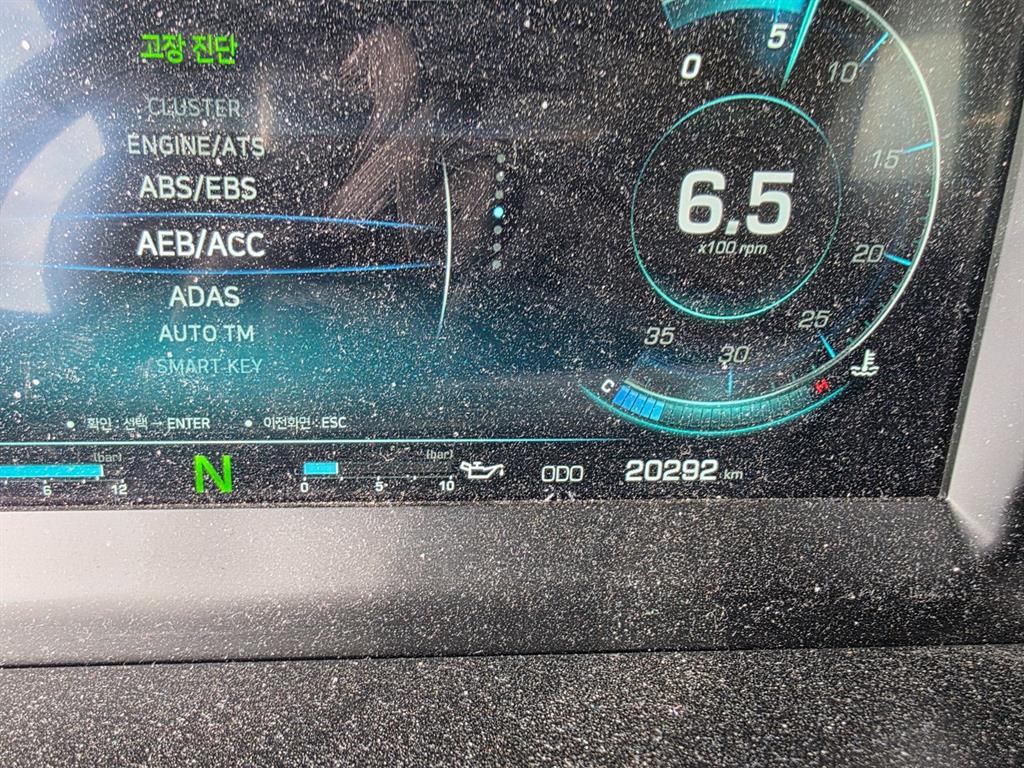 고장 진단
CLUSTER
ENGINE/ATS
ABS/EBS
AEB/ACC
ADAS
AUTO TM
SMART KEY
확인 : 선택 → ENTER
이전화면 : ESC
0
5
10
15
20
25
30
35
6.5
x100 rpm
C
H
(bar)
6
12
N
(bar)
0
5
10
ODO
20292 km